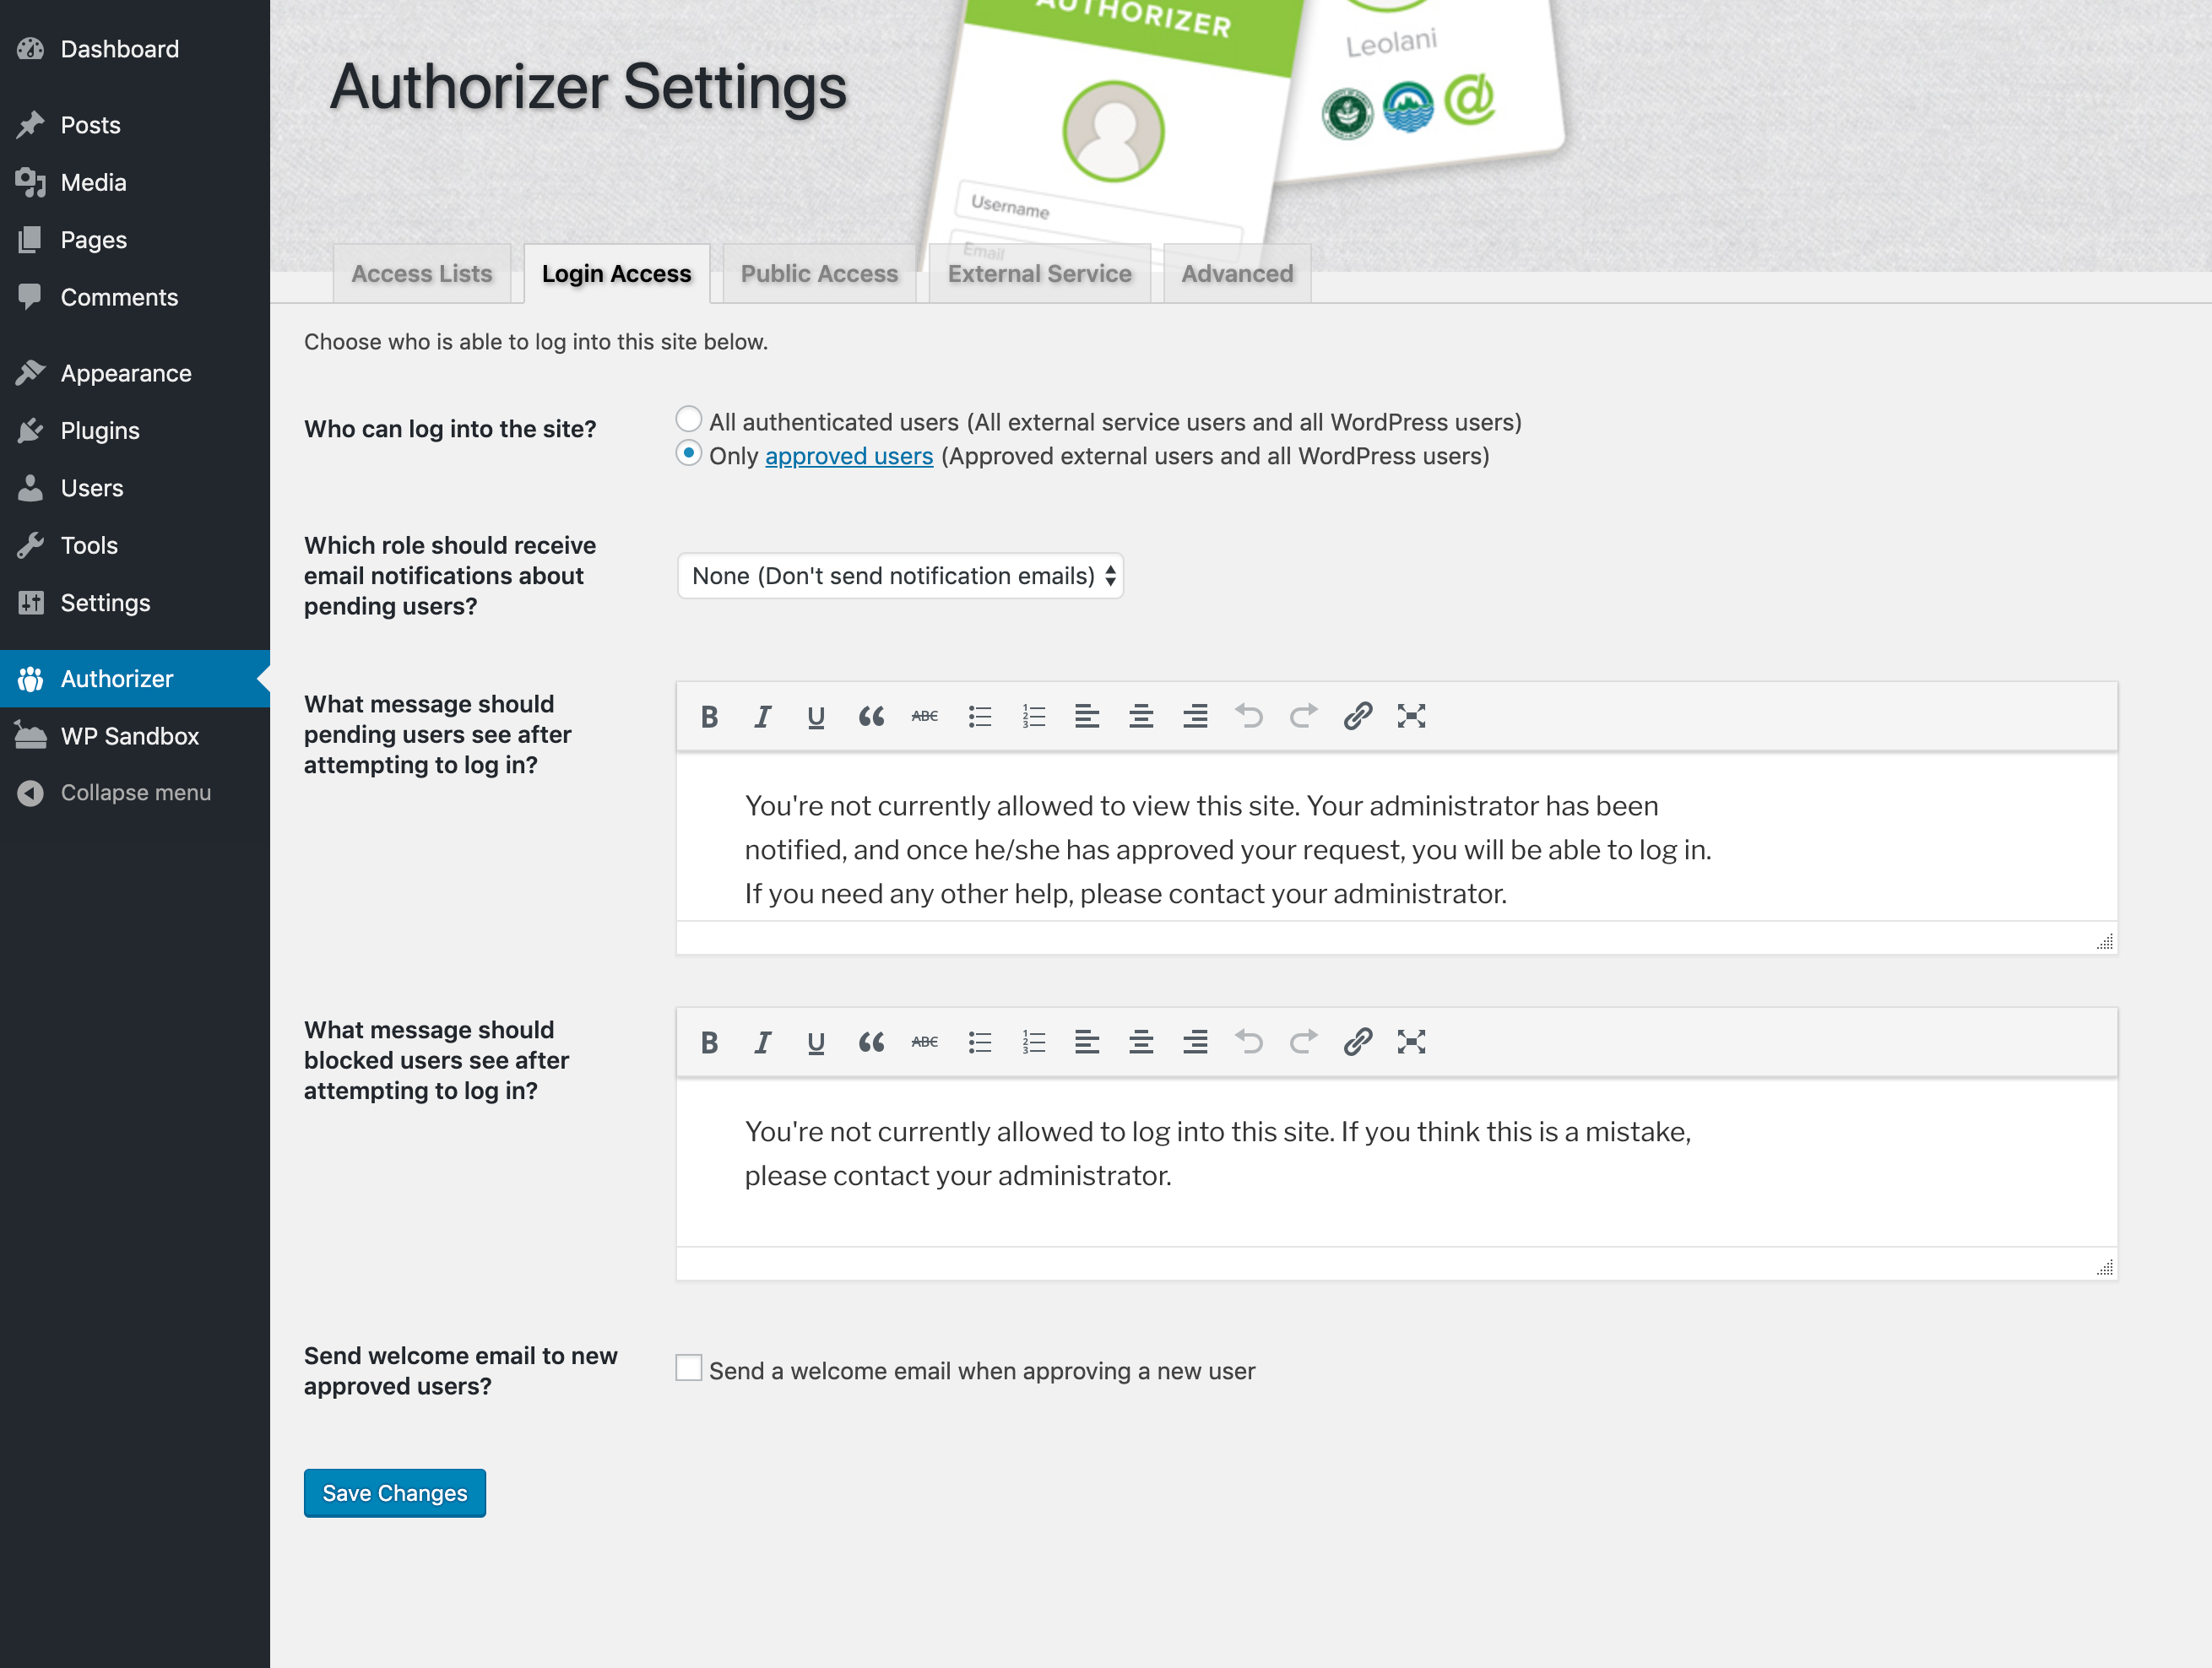 Dashboard
Posts
Media
Pages
Comments
Appearance
Plugins
Users
Tools
Settings
Authorizer
WP Sandbox
Collapse menu
Authorizer Settings
AUTHORIZER
Username
Email
Leolani
Access Lists
Login Access
Public Access
External Service
Advanced
Choose who is able to log into this site below.
Who can log into the site?
All authenticated users (All external service users and all WordPress users)
Only approved users (Approved external users and all WordPress users)
Which role should receive
email notifications about
pending users?
None (Don't send notification emails)
What message should
pending users see after
attempting to log in?
B I U ABC
You're not currently allowed to view this site. Your administrator has been
notified, and once he/she has approved your request, you will be able to log in.
If you need any other help, please contact your administrator.
What message should
blocked users see after
attempting to log in?
B I U ABC
You're not currently allowed to log into this site. If you think this is a mistake,
please contact your administrator.
Send welcome email to new
approved users?
Send a welcome email when approving a new user
Save Changes